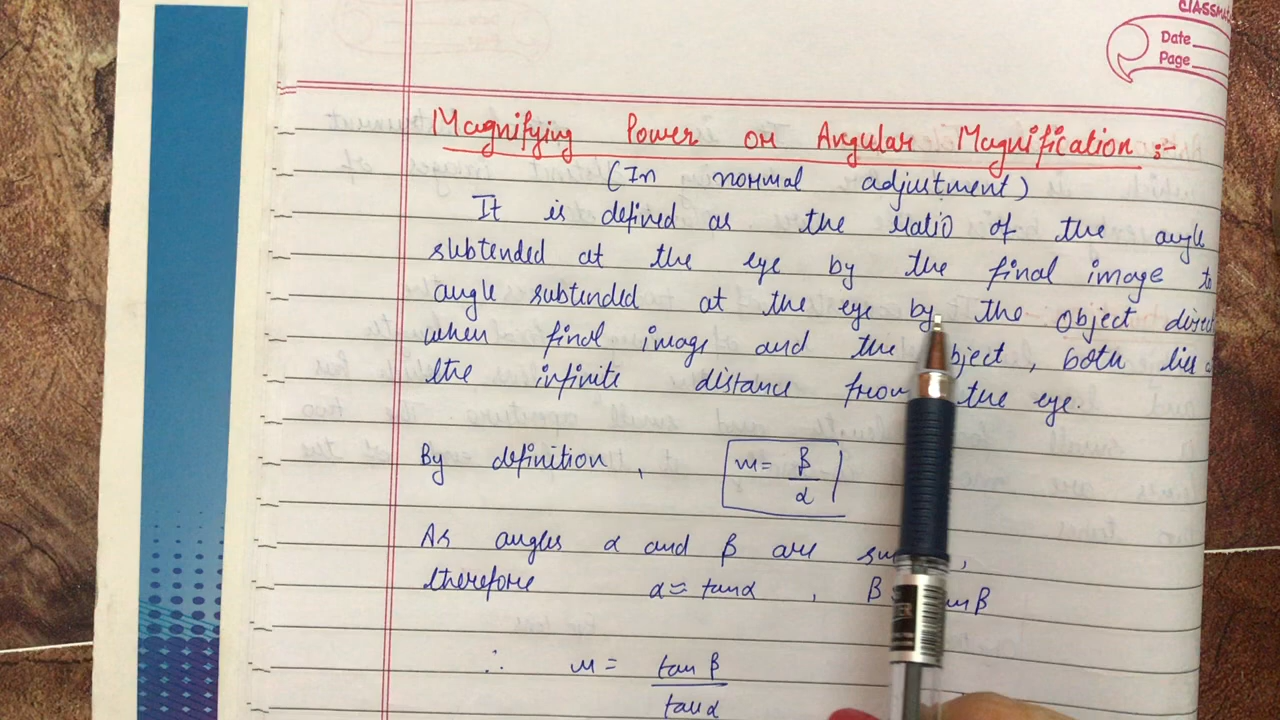 CLASSMATE
Date
Page
Magnifying Power or Angular Magnification :-
(In normal adjustment)
It is defined as the ratio of the angle
subtended at the eye by the final image to
angle subtended at the eye by the object
when final image and the object, both lies
the infinite distance from the eye.
By definition, m = β/α
As angles α and β are
therefore α ≈ tanα , β ≈ tanβ
∴ m = tan β / tan α